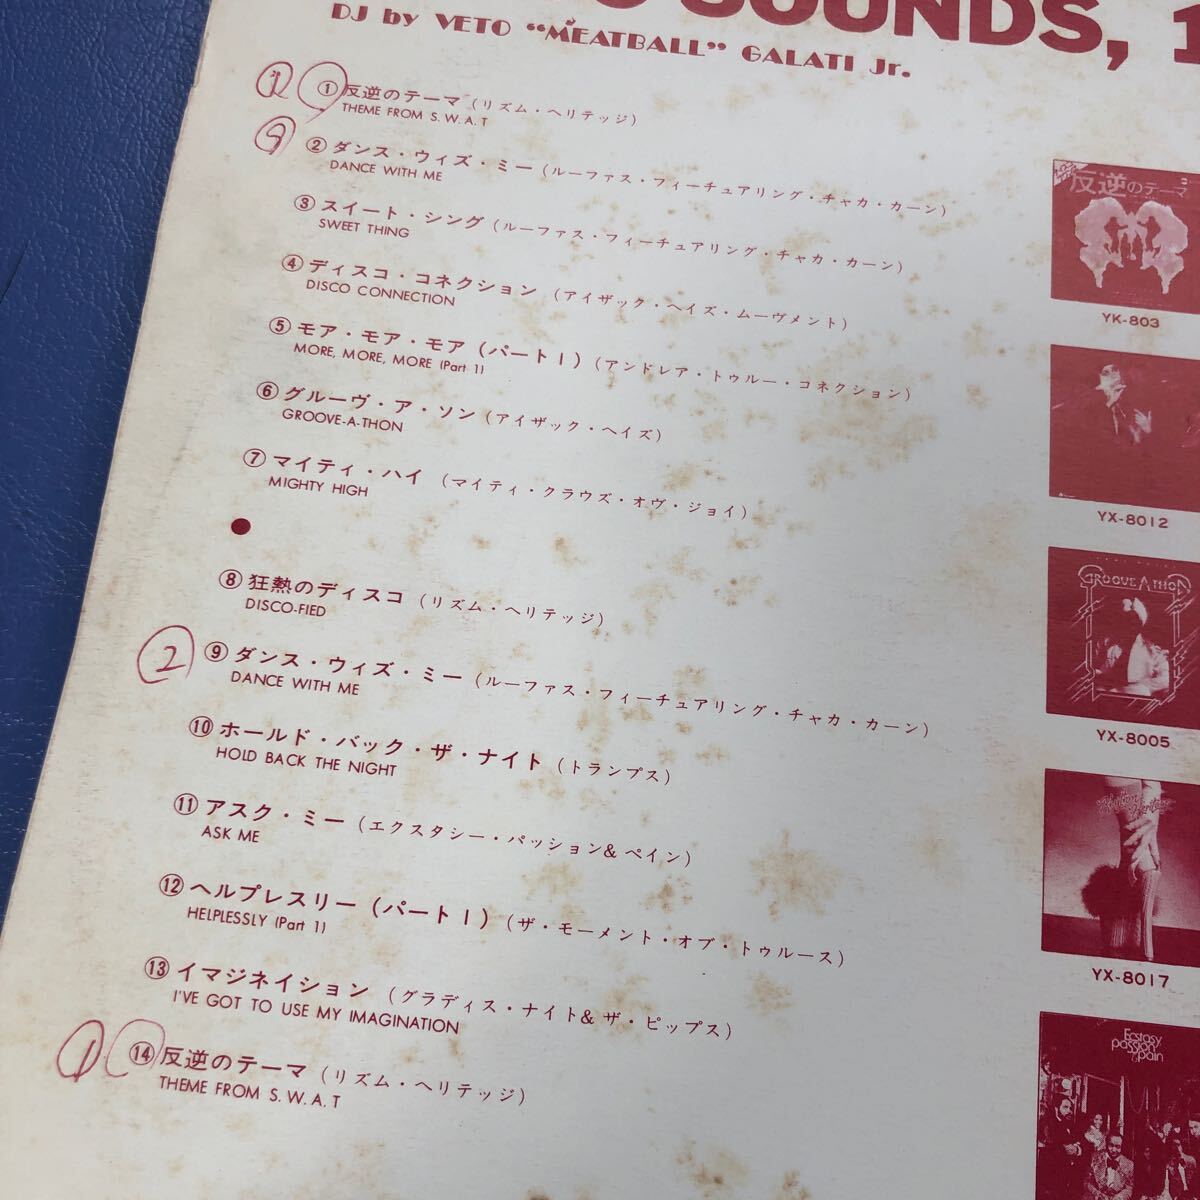 SOUNDS, 1
DJ by VETO “MEATBALL” GALATI Jr.
① 反逆のテーマ (リズム・ヘリテッジ)
THEME FROM S.W.A.T
② ダンス・ウィズ・ミー (ルーファス・フィーチュアリング・チャカ・カーン)
DANCE WITH ME
③ スイート・シング (ルーファス・フィーチュアリング・チャカ・カーン)
SWEET THING
④ ディスコ・コネクション (アイザック・ヘイズ・ムーヴメント)
DISCO CONNECTION
⑤ モア・モア・モア (パートI) (アンドレア・トゥルー・コネクション)
MORE, MORE, MORE (Part 1)
⑥ グルーヴ・ア・ソン (アイザック・ヘイズ)
GROOVE-A-THON
⑦ マイティ・ハイ (マイティ・クラウズ・オヴ・ジョイ)
MIGHTY HIGH
●
⑧ 狂熱のディスコ (リズム・ヘリテッジ)
DISCO-FIED
2
⑨ ダンス・ウィズ・ミー (ルーファス・フィーチュアリング・チャカ・カーン)
DANCE WITH ME
⑩ ホールド・バック・ザ・ナイト (トランプス)
HOLD BACK THE NIGHT
⑪ アスク・ミー (エクスタシー・パッション& ペイン)
ASK ME
⑫ ヘルプレスリー (パートI) (ザ・モーメント・オブ・トゥルース)
HELPLESSLY (Part 1)
⑬ イマジネイション (グラディス・ナイト& ザ・ピップス)
I'VE GOT TO USE MY IMAGINATION
1
⑭ 反逆のテーマ (リズム・ヘリテッジ)
THEME FROM S.W.A.T
反逆のテーマ
YK-803
YX-8012
GROOVE A THON
YX-8005
YX-8017
Ecstasy
passion
&pain